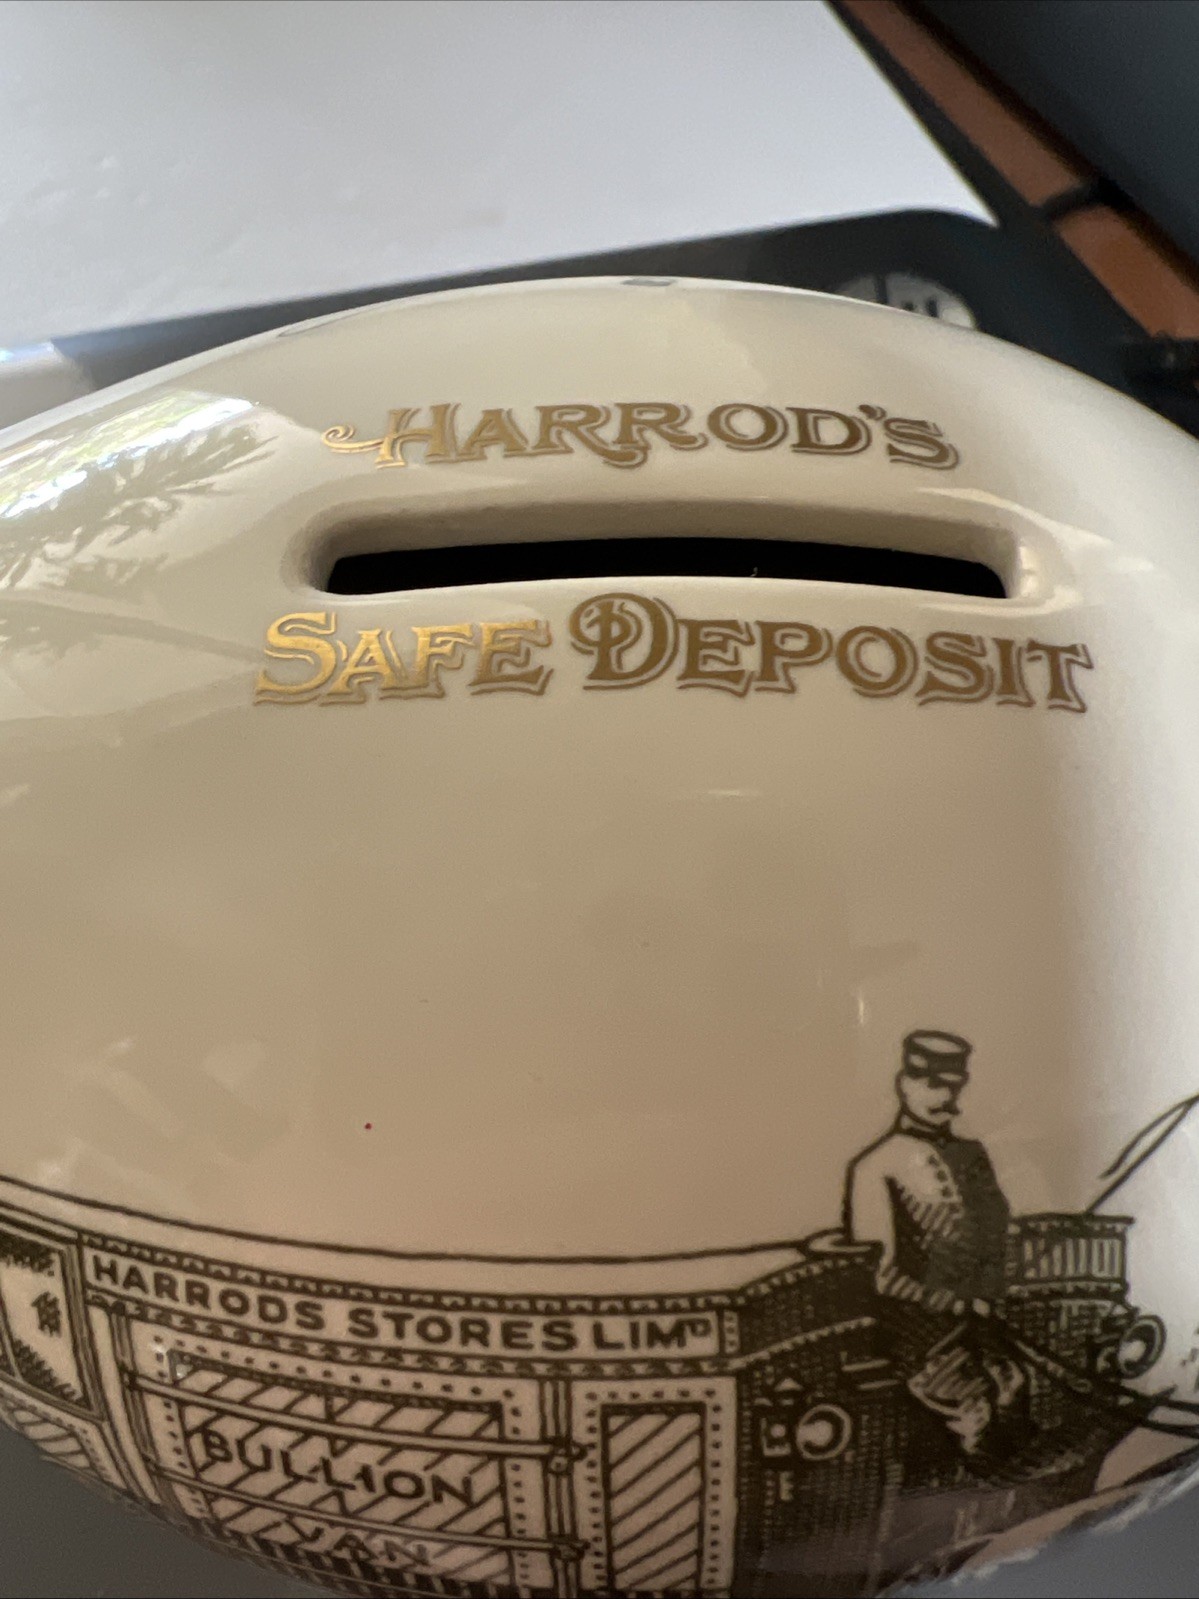 HARROD'S
SAFE DEPOSIT
HARRODS STORES LIMD
BULLION
VAN